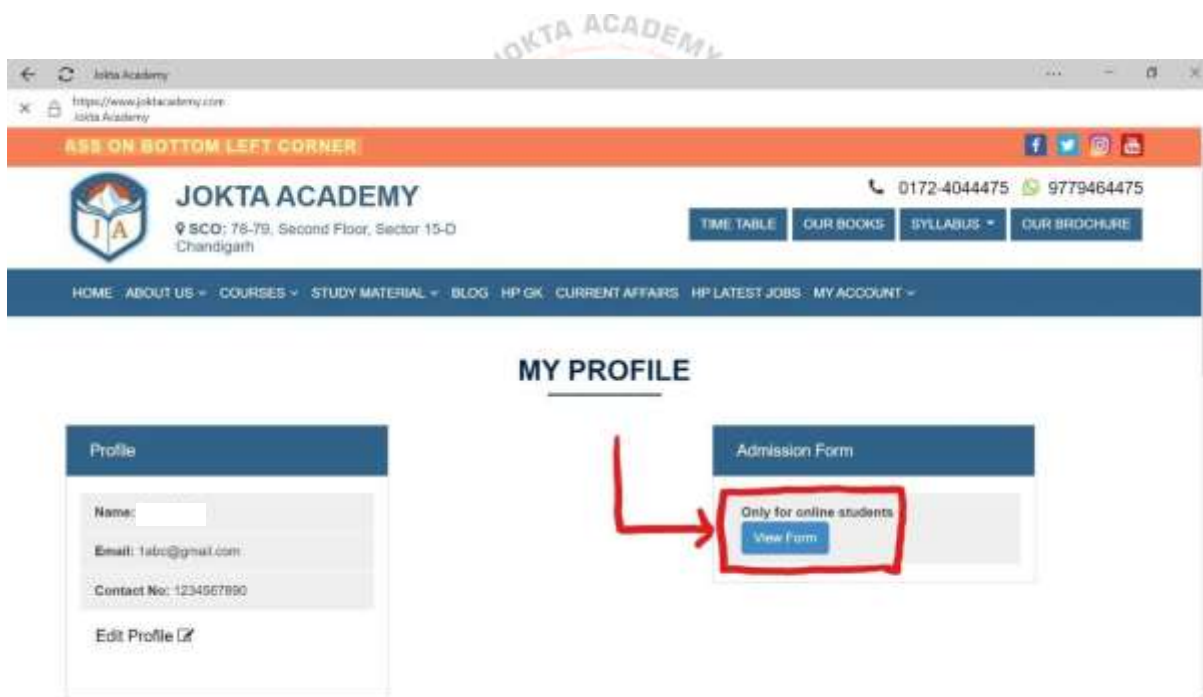 JOKTA ACADEMY
Jokta Academy
https://www.joktacademy.com
Jokta Academy
ASS ON BOTTOM LEFT CORNER
JA
JOKTA ACADEMY
0172-4044475 9779464475
SCO: 76-79, Second Floor, Sector 15-D
Chandigarh
TIME TABLE OUR BOOKS SYLLABUS OUR BROCHURE
HOME ABOUT US COURSES STUDY MATERIAL BLOG HP GK CURRENT AFFAIRS HP LATEST JOBS MY ACCOUNT
MY PROFILE
Profile
Name:
Email: 1abc@gmail.com
Contact No: 1234567890
Edit Profile
Admission Form
Only for online students
View Form